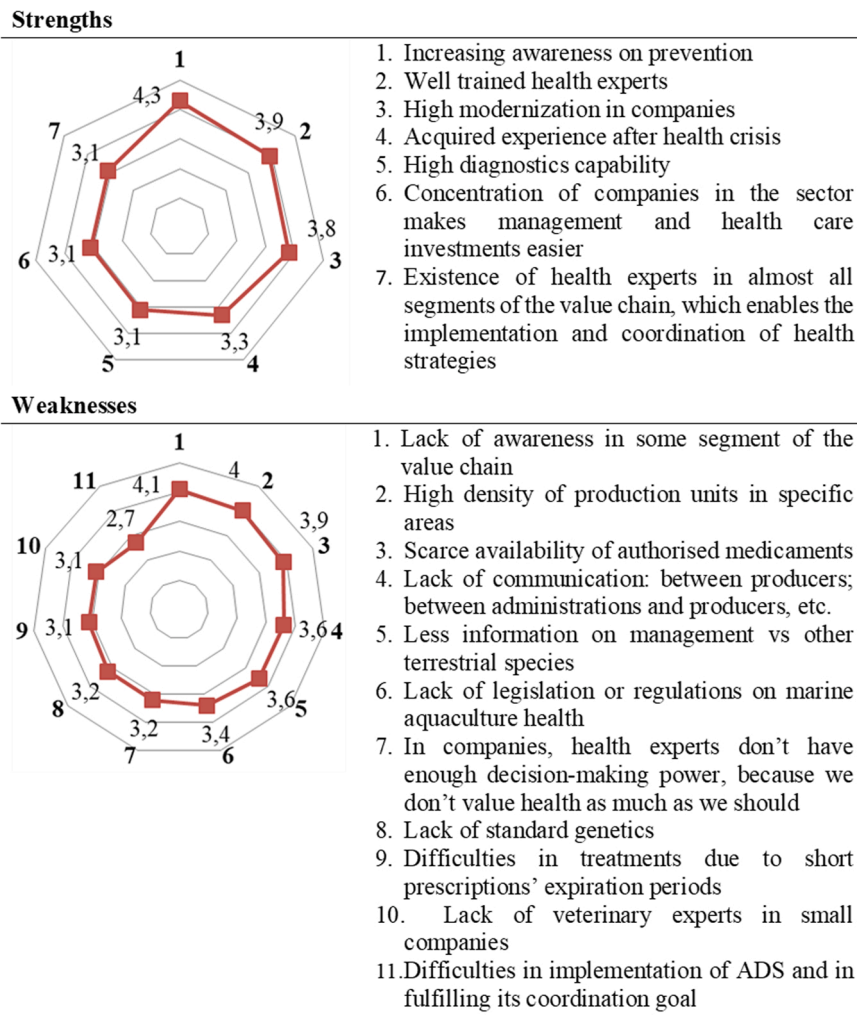 Strengths
1
4,3
3,9
2
7
3,1
3,8
3
6
3,1
3,1
5
3,3
4
1. Increasing awareness on prevention
2. Well trained health experts
3. High modernization in companies
4. Acquired experience after health crisis
5. High diagnostics capability
6. Concentration of companies in the sector
makes management and health care
investments easier
7. Existence of health experts in almost all
segments of the value chain, which enables the
implementation and coordination of health
strategies
Weaknesses
1
4,1
4
2
11
2,7
3,9
3
10
3,1
9
3,1
3,6
4
8
3,2
3,6
5
3,2
7
3,4
6
1. Lack of awareness in some segment of the
value chain
2. High density of production units in specific
areas
3. Scarce availability of authorised medicaments
4. Lack of communication: between producers;
between administrations and producers, etc.
5. Less information on management vs other
terrestrial species
6. Lack of legislation or regulations on marine
aquaculture health
7. In companies, health experts don’t have
enough decision-making power, because we
don’t value health as much as we should
8. Lack of standard genetics
9. Difficulties in treatments due to short
prescriptions’ expiration periods
10. Lack of veterinary experts in small
companies
11.Difficulties in implementation of ADS and in
fulfilling its coordination goal